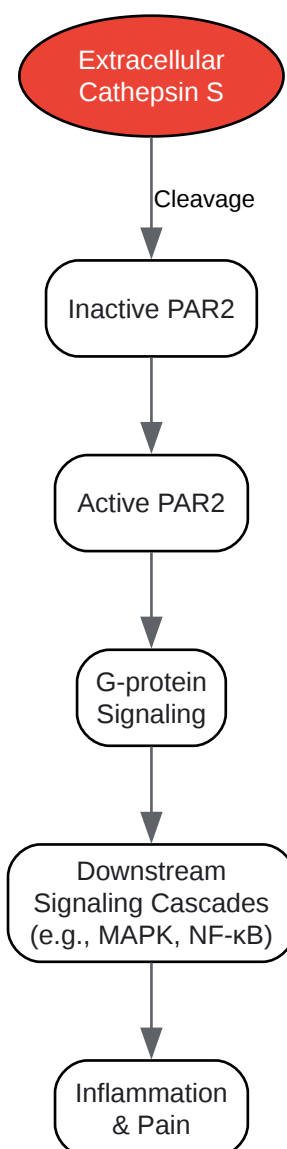 Extracellular
Cathepsin S
Cleavage
Inactive PAR2
Active PAR2
G-protein
Signaling
Downstream
Signaling Cascades
(e.g., MAPK, NF-κB)
Inflammation
& Pain